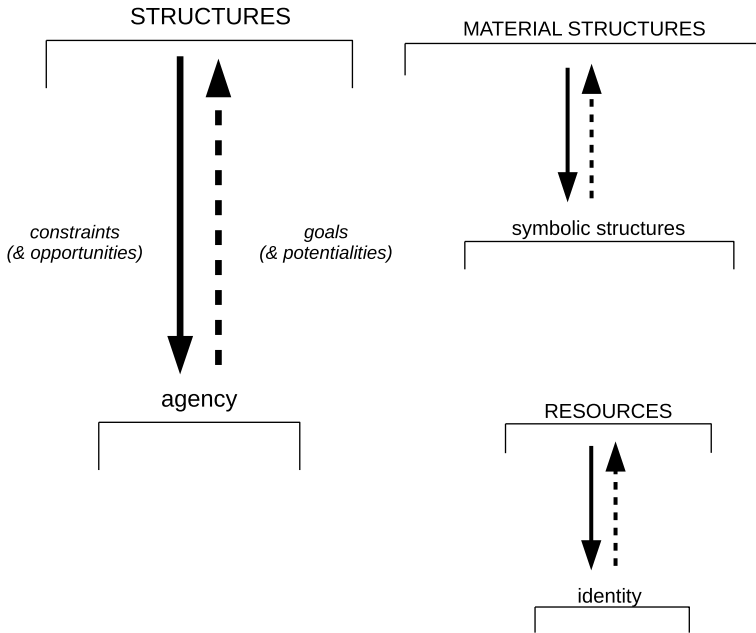 STRUCTURES
constraints
(& opportunities)
goals
(& potentialities)
agency
MATERIAL STRUCTURES
symbolic structures
RESOURCES
identity